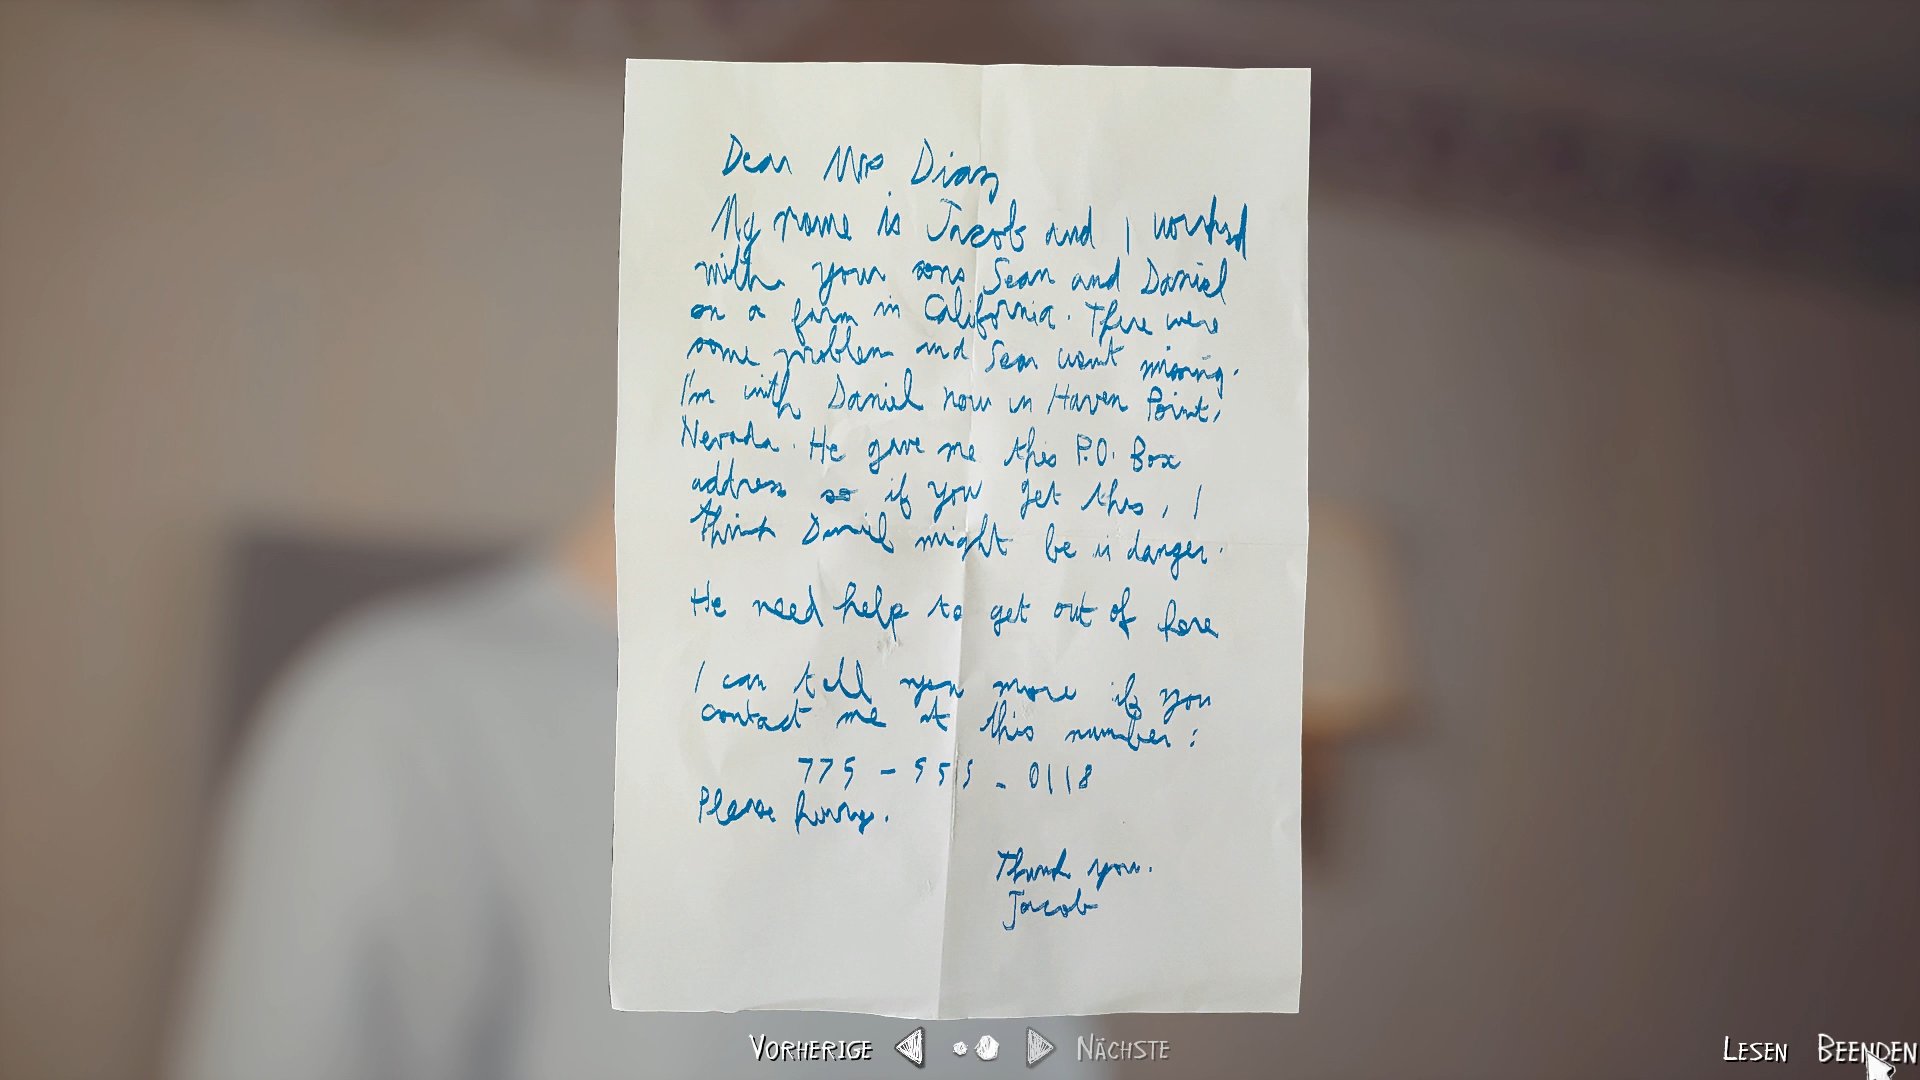 Dear Mrs Diaz
My name is Jacob and I worked
with your sons Sean and Daniel
on a farm in California. There were
some problem and Sean went missing.
I'm with Daniel now in Haven Point,
Nevada. He gave me this P.O. Box
address so if you get this, I
think Daniel might be in danger.
He need help to get out of here
I can tell you more if you
contact me at this number:
775-555-0118
Please hurry.
Thank you.
Jacob
VORHERIGE NÄCHSTE
LESEN BEENDEN